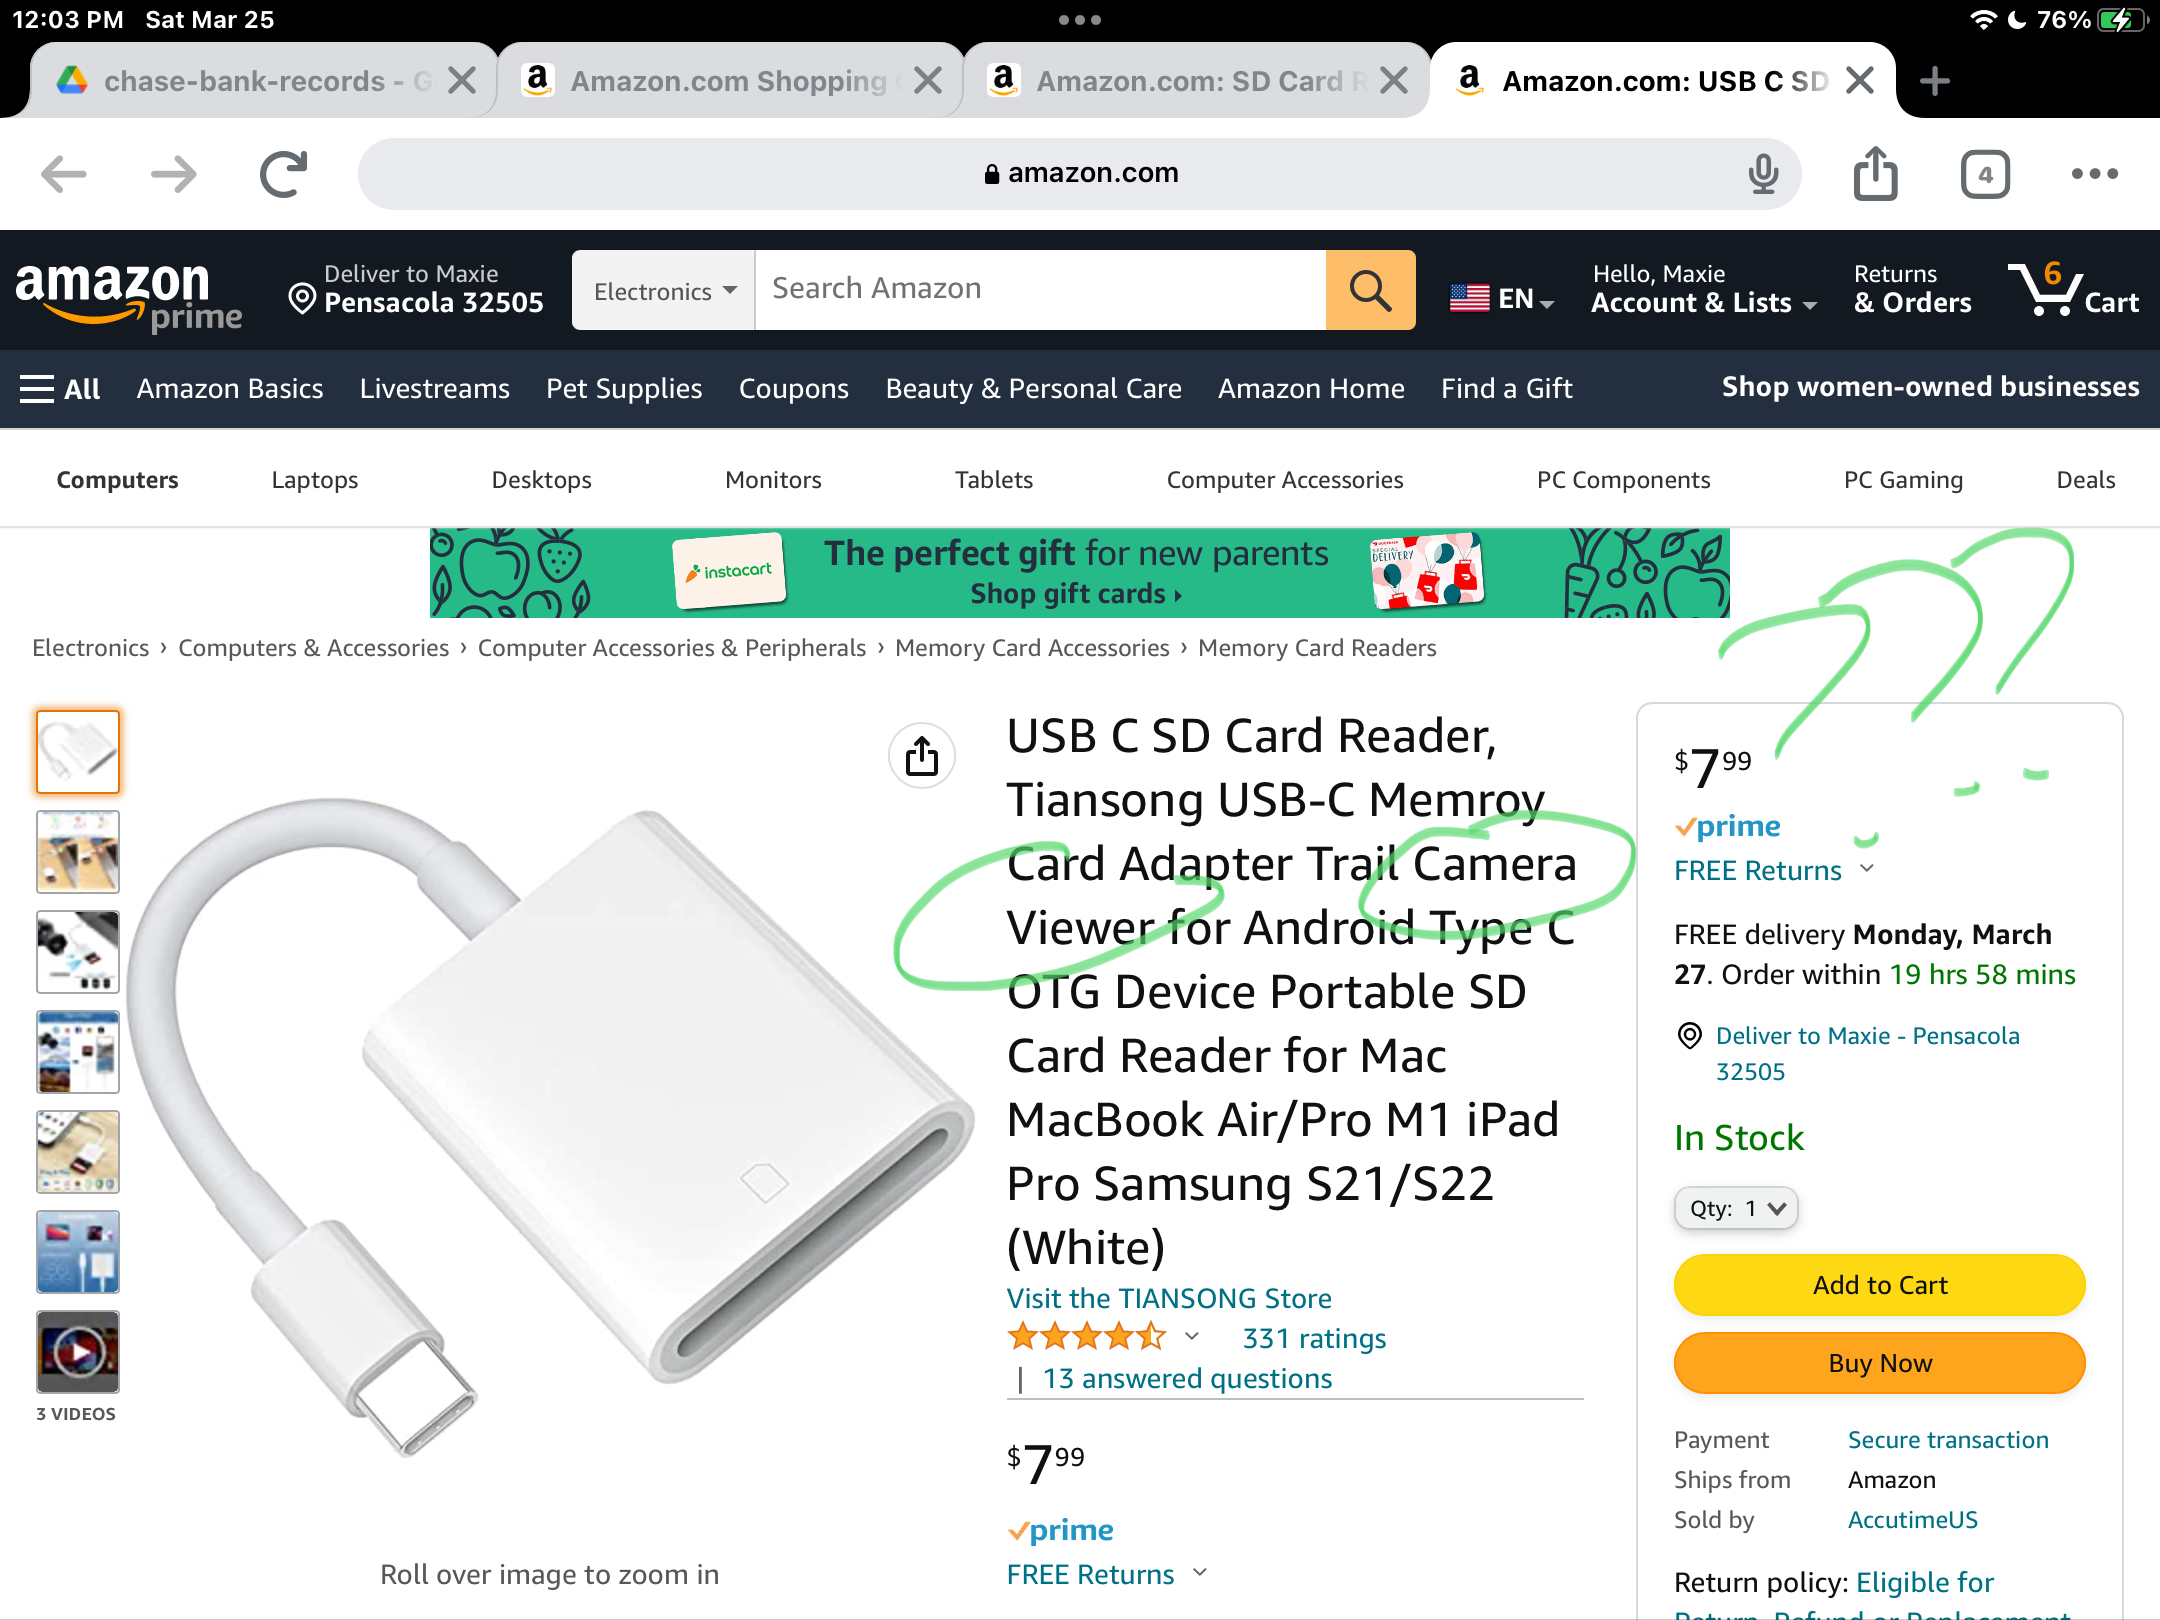 12:03 PM Sat Mar 25
76%
chase-bank-records - G
Amazon.com Shopping
Amazon.com: SD Card R
Amazon.com: USB C SD
amazon.com
4
amazon prime
Deliver to Maxie
Pensacola 32505
Electronics
Search Amazon
EN
Hello, Maxie
Account & Lists
Returns
& Orders
6
Cart
All Amazon Basics Livestreams Pet Supplies Coupons Beauty & Personal Care Amazon Home Find a Gift Shop women-owned businesses
Computers Laptops Desktops Monitors Tablets Computer Accessories PC Components PC Gaming Deals
instacart
The perfect gift for new parents
Shop gift cards ›
SPECIAL
DELIVERY
Electronics › Computers & Accessories › Computer Accessories & Peripherals › Memory Card Accessories › Memory Card Readers
3 VIDEOS
Roll over image to zoom in
USB C SD Card Reader,
Tiansong USB-C Memroy
Card Adapter Trail Camera
Viewer for Android Type C
OTG Device Portable SD
Card Reader for Mac
MacBook Air/Pro M1 iPad
Pro Samsung S21/S22
(White)
Visit the TIANSONG Store
331 ratings
| 13 answered questions
$7 99
prime
FREE Returns
???
$7 99
prime
FREE Returns
FREE delivery Monday, March
27. Order within 19 hrs 58 mins
Deliver to Maxie - Pensacola
32505
In Stock
Qty: 1
Add to Cart
Buy Now
Payment Secure transaction
Ships from Amazon
Sold by AccutimeUS
Return policy: Eligible for
Return, Refund or Replacement